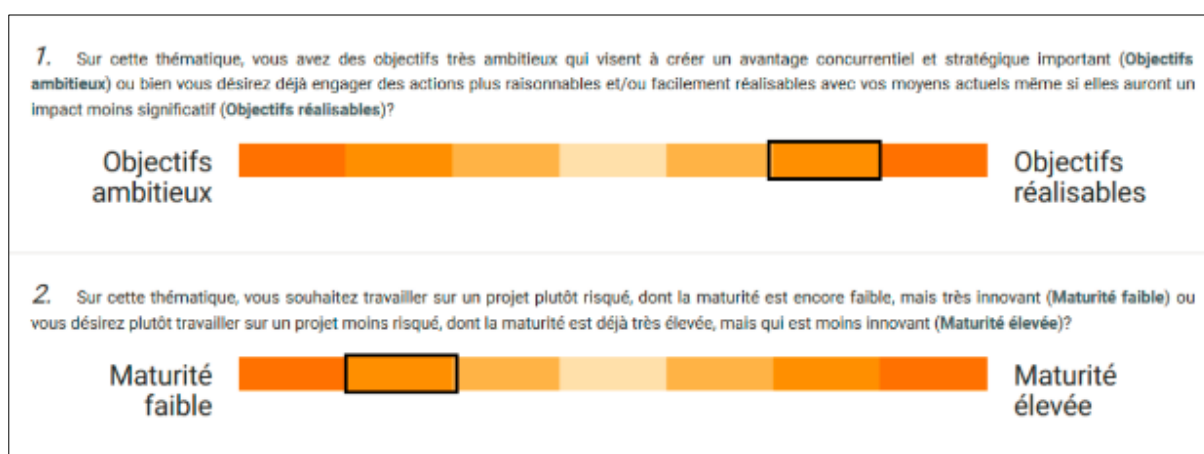 1. Sur cette thématique, vous avez des objectifs très ambitieux qui visent à créer un avantage concurrentiel et stratégique important (Objectifs
ambitieux) ou bien vous désirez déjà engager des actions plus raisonnables et/ou facilement réalisables avec vos moyens actuels même si elles auront un
impact moins significatif (Objectifs réalisables)?
Objectifs
ambitieux
Objectifs
réalisables
2. Sur cette thématique, vous souhaitez travailler sur un projet plutôt risqué, dont la maturité est encore faible, mais très innovant (Maturité faible) ou
vous désirez plutôt travailler sur un projet moins risqué, dont la maturité est déjà très élevée, mais qui est moins innovant (Maturité élevée)?
Maturité
faible
Maturité
élevée